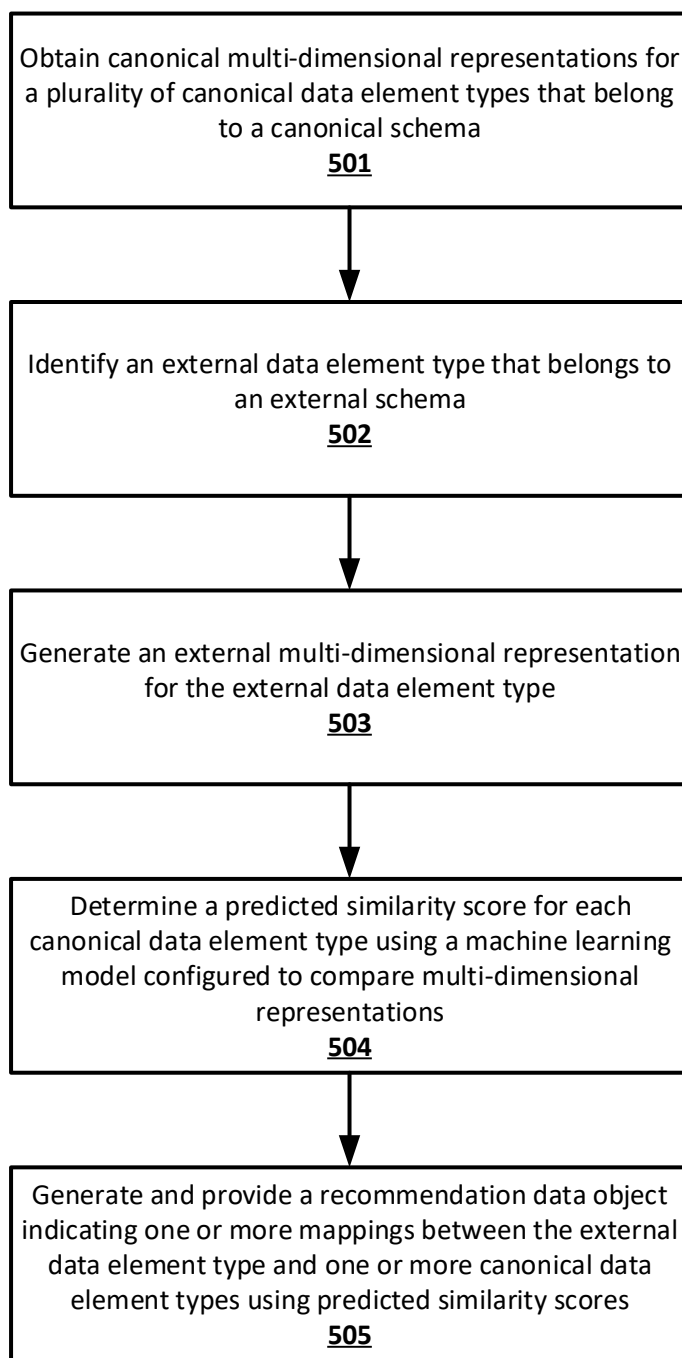 Obtain canonical multi-dimensional representations for
a plurality of canonical data element types that belong
to a canonical schema
501
Identify an external data element type that belongs to
an external schema
502
Generate an external multi-dimensional representation
for the external data element type
503
Determine a predicted similarity score for each
canonical data element type using a machine learning
model configured to compare multi-dimensional
representations
504
Generate and provide a recommendation data object
indicating one or more mappings between the external
data element type and one or more canonical data
element types using predicted similarity scores
505